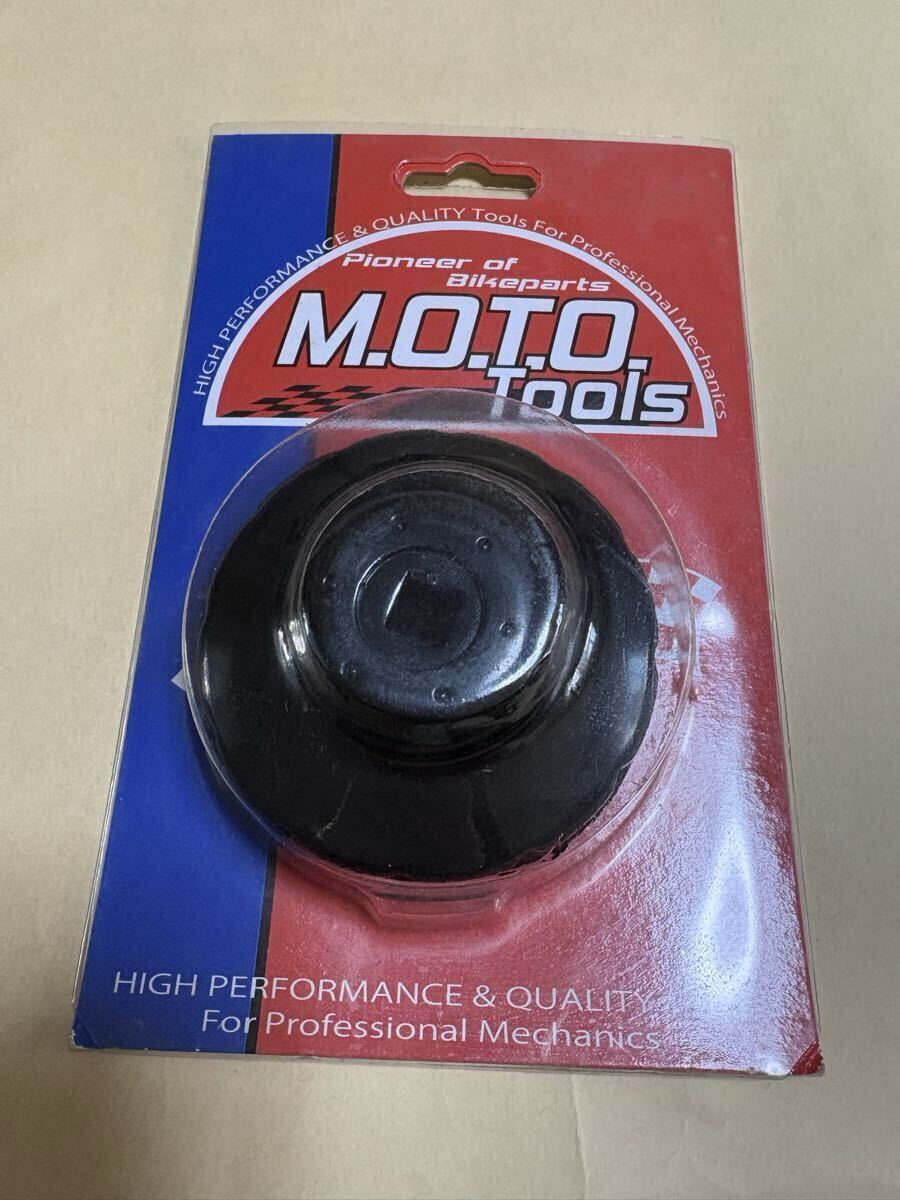 HIGH PERFORMANCE & QUALITY Tools For Professional Mechanics
Pioneer of
Bikeparts
M.O.T.O.
Tools
HIGH PERFORMANCE & QUALITY
For Professional Mechanics